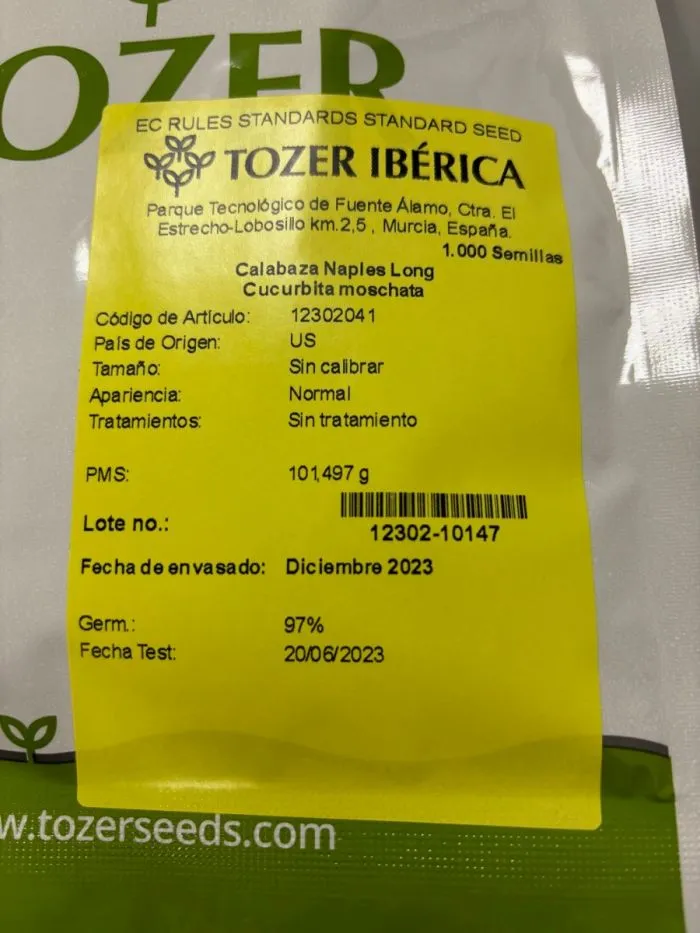 OZER
EC RULES STANDARDS STANDARD SEED
TOZER IBÉRICA
Parque Tecnológico de Fuente Álamo, Ctra. El
Estrecho-Lobosillo km.2,5 , Murcia, España.
1.000 Semillas
Calabaza Naples Long
Cucurbita moschata
Código de Artículo: 12302041
País de Origen: US
Tamaño: Sin calibrar
Apariencia: Normal
Tratamientos: Sin tratamiento
PMS: 101,497 g
Lote no.: 12302-10147
Fecha de envasado: Diciembre 2023
Germ.: 97%
Fecha Test: 20/06/2023
w.tozerseeds.com